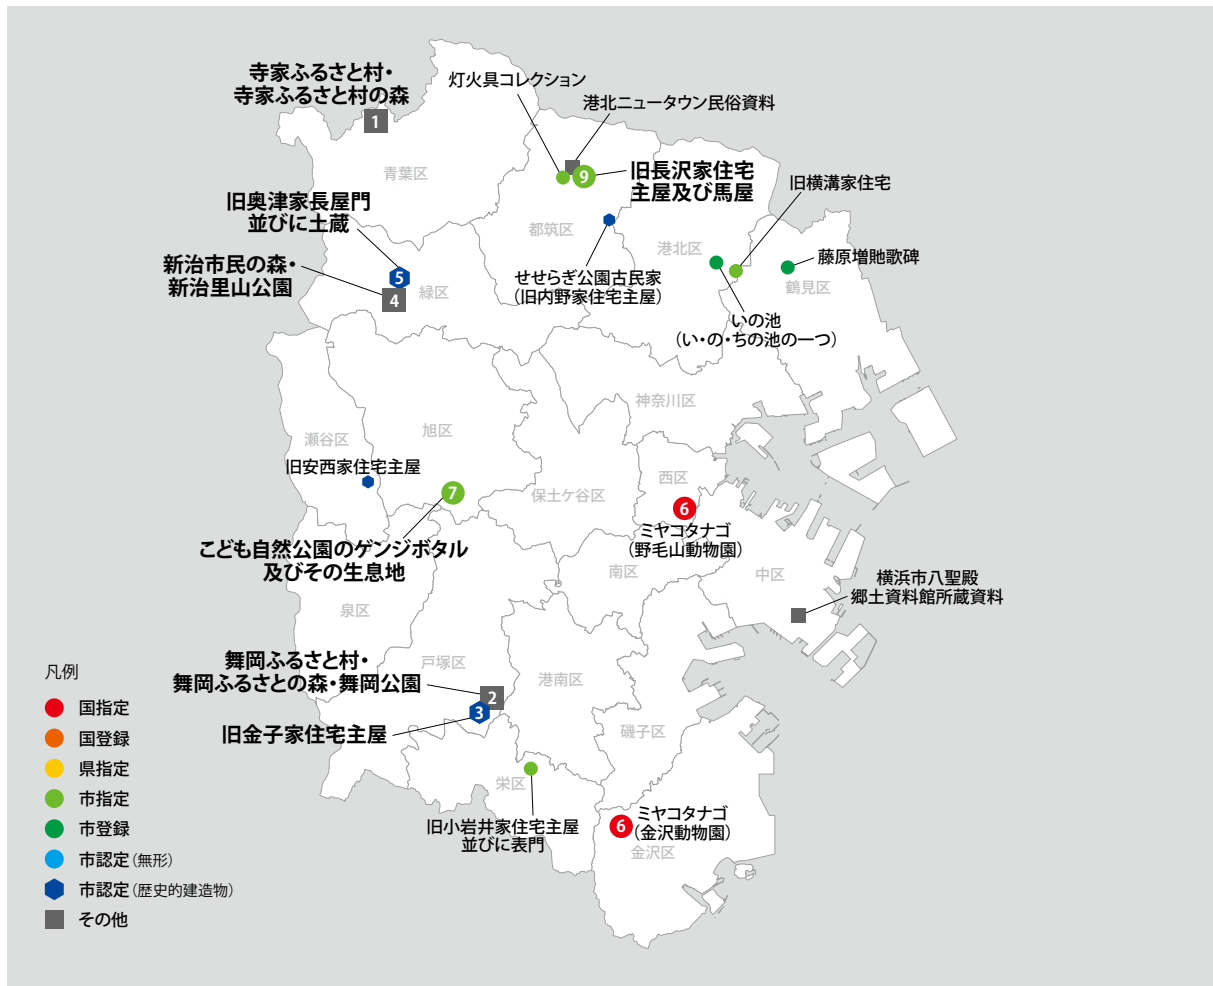 寺家ふるさと村・
寺家ふるさと村の森
1
灯火具コレクション
港北ニュータウン民俗資料
青葉区
9
旧長沢家住宅
主屋及び馬屋
旧横溝家住宅
旧奥津家長屋門
並びに土蔵
都筑区
港北区
藤原増貤歌碑
新治市民の森・
新治里山公園
5
4
緑区
せせらぎ公園古民家
（旧内野家住宅主屋）
鶴見区
いの池
（い・の・ちの池の一つ）
神奈川区
瀬谷区
旭区
旧安西家住宅主屋
西区
7
保土ケ谷区
6
ミヤコタナゴ
（野毛山動物園）
こども自然公園のゲンジボタル
及びその生息地
南区
中区
横浜市八聖殿
郷土資料館所蔵資料
泉区
舞岡ふるさと村・
舞岡ふるさとの森・舞岡公園
戸塚区
港南区
2
3
旧金子家住宅主屋
磯子区
栄区
旧小岩井家住宅主屋
並びに表門
6
ミヤコタナゴ
（金沢動物園）
金沢区
凡例
国指定
国登録
県指定
市指定
市登録
市認定（無形）
市認定（歴史的建造物）
その他